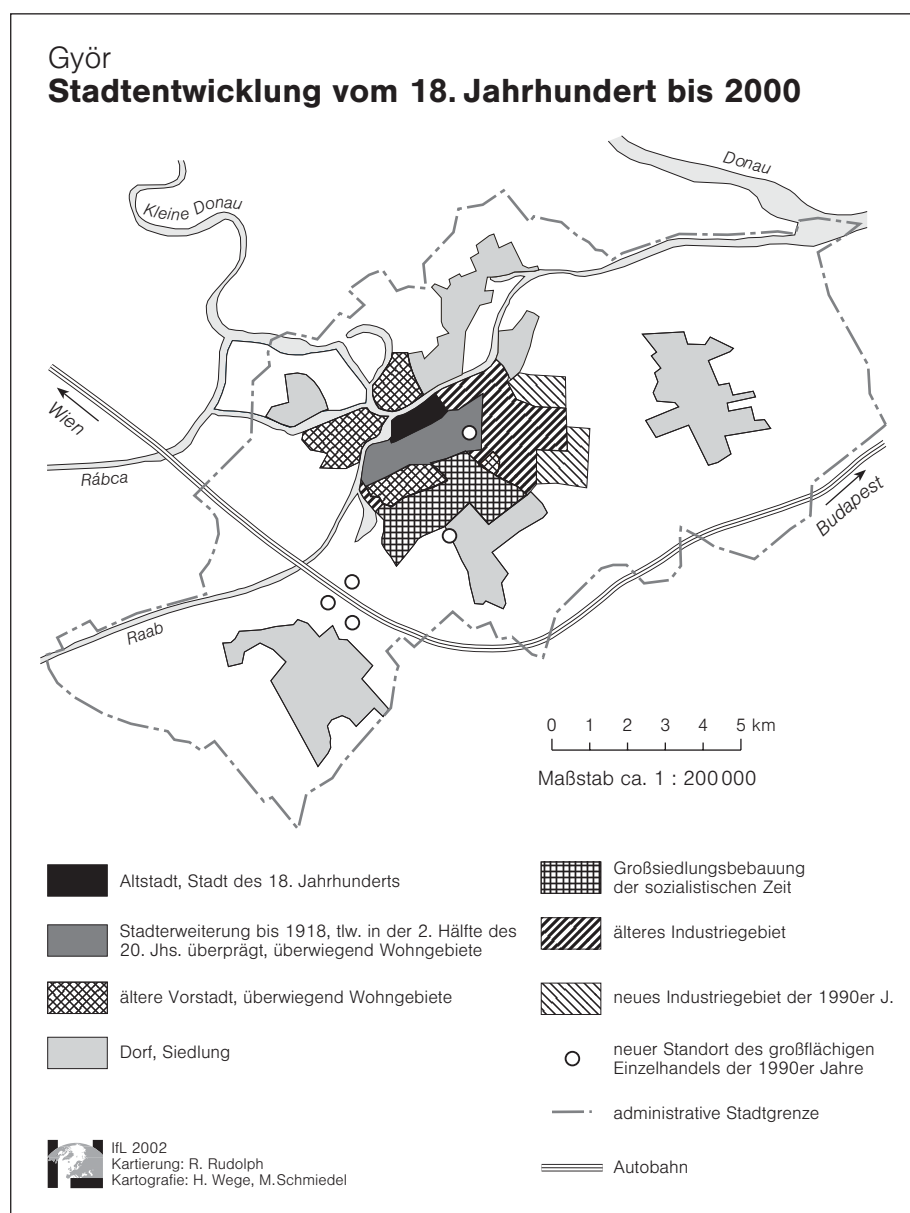 Györ
Stadtentwicklung vom 18. Jahrhundert bis 2000
Donau
Kleine Donau
Wien
Rábca
Budapest
Raab
0 1 2 3 4 5 km
Maßstab ca. 1 : 200 000
Altstadt, Stadt des 18. Jahrhunderts
Stadterweiterung bis 1918, tlw. in der 2. Hälfte des
20. Jhs. überprägt, überwiegend Wohngebiete
ältere Vorstadt, überwiegend Wohngebiete
Dorf, Siedlung
Großsiedlungsbebauung
der sozialistischen Zeit
älteres Industriegebiet
neues Industriegebiet der 1990er J.
neuer Standort des großflächigen
Einzelhandels der 1990er Jahre
administrative Stadtgrenze
Autobahn
IfL 2002
Kartierung: R. Rudolph
Kartografie: H. Wege, M.Schmiedel